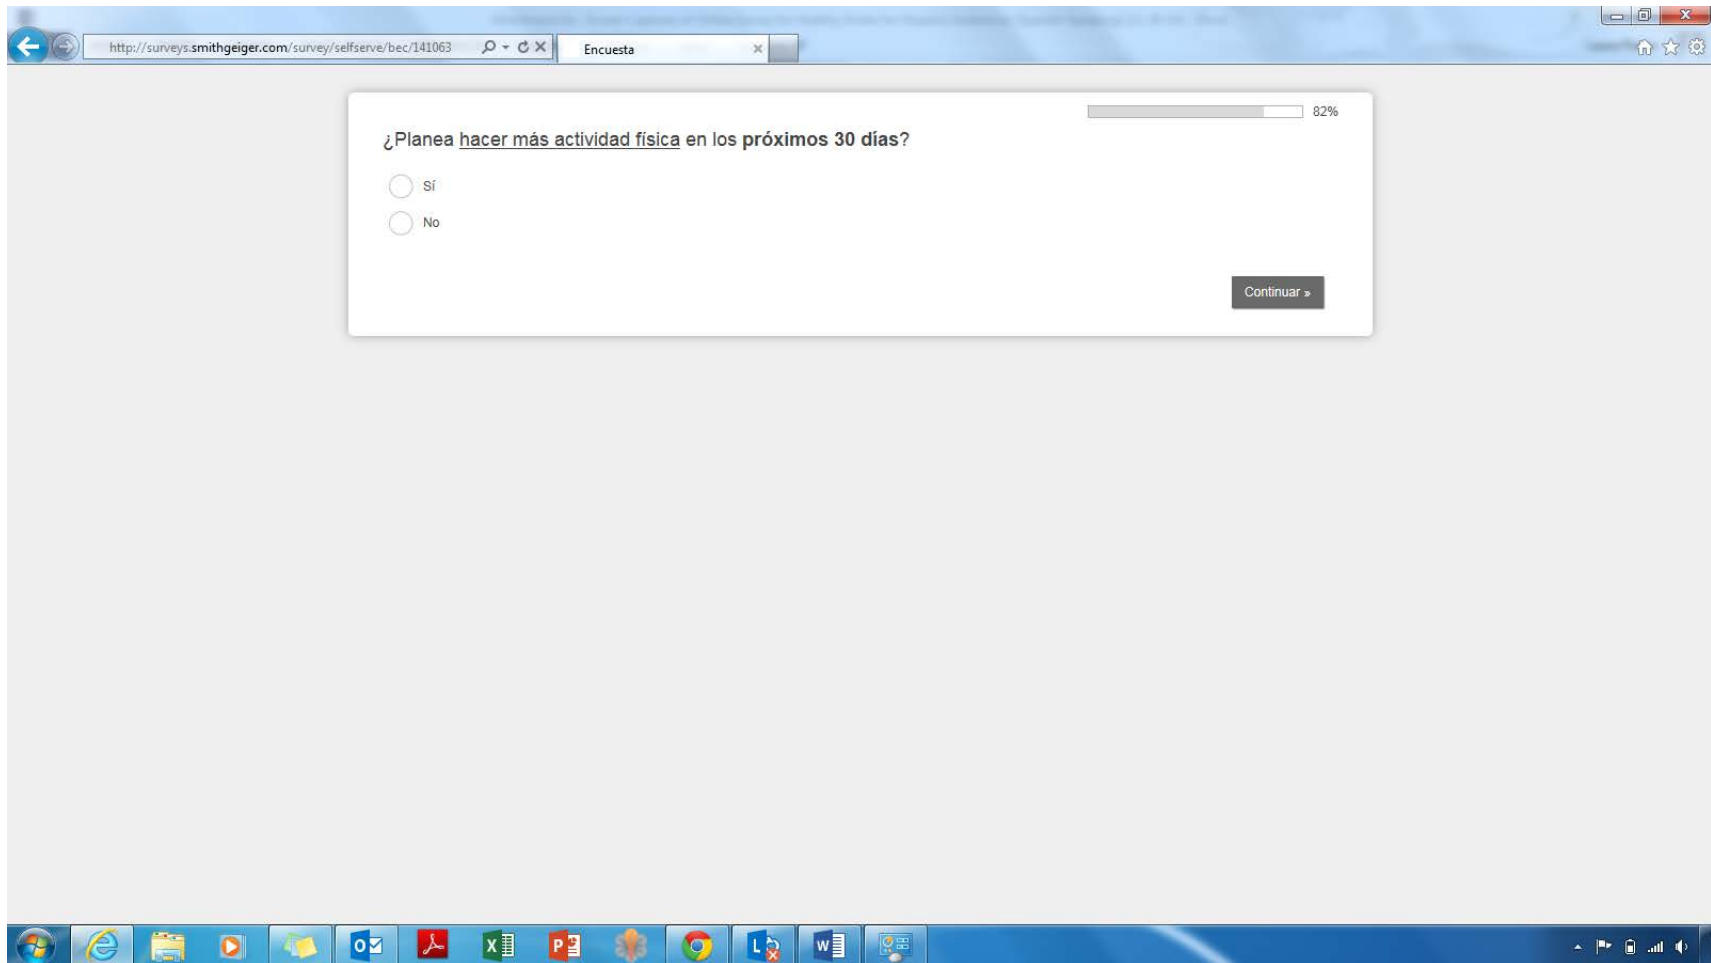 http://surveys.smithgeiger.com/survey/selfserve/bec/141063
Encuesta
82%
¿Planea hacer más actividad física en los próximos 30 días?
Sí
No
Continuar »